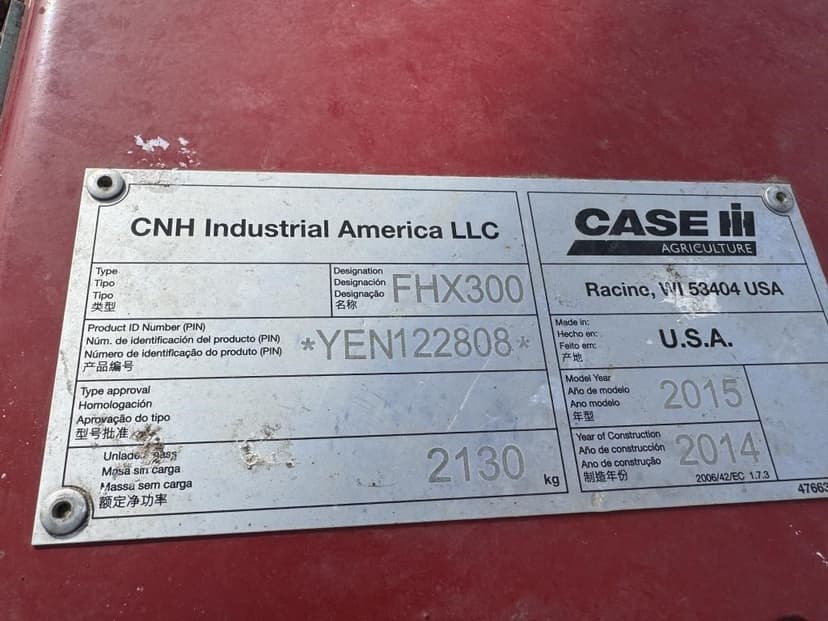 CNH Industrial America LLC
CASE IH
AGRICULTURE
Racine, WI 53404 USA
Type
Tipo
Tipo
类型
Designation
Designación
Designação
名称
FHX300
Product ID Number (PIN)
Núm. de identificación del producto (PIN)
Número de identificação do produto (PIN)
产品编号
*YEN122808*
Made in:
Hecho en:
Feito em:
产地
U.S.A.
Type approval
Homologación
Aprovação do tipo
型号批准
Model Year
Año de modelo
Ano modelo
年型
2015
Unladen mass
Masa sin carga
Massa sem carga
额定净功率
2130
kg
Year of Construction
Año de construcción
Ano de construção
制造年份
2014
2006/42/EC 1.7.3